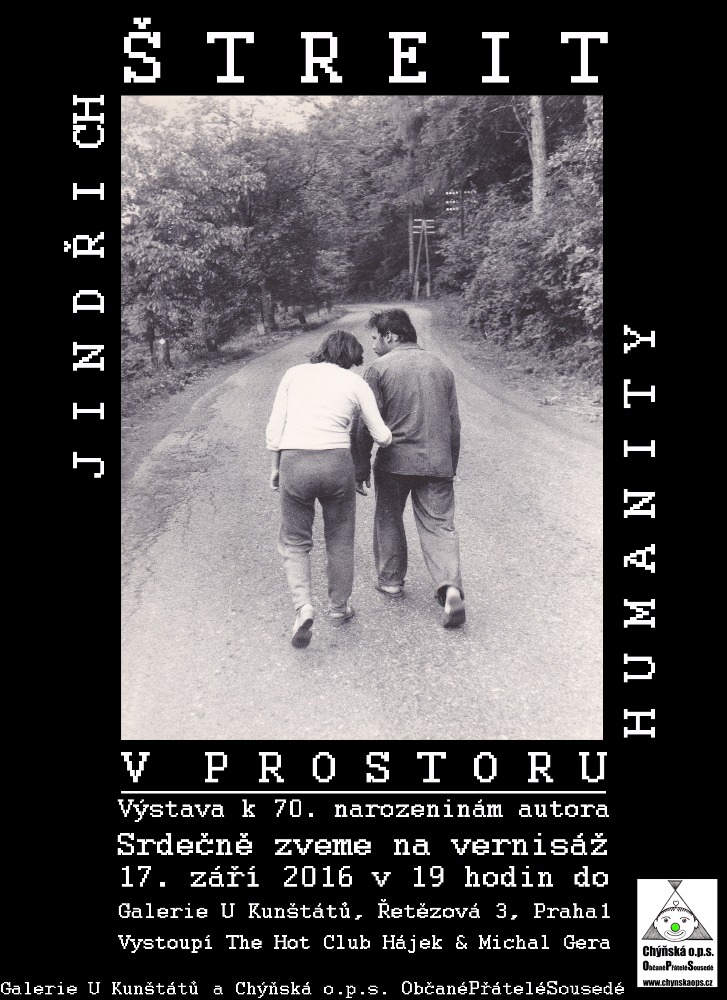 JINDŘICH
ŠTREIT
V PROSTORU
HUMANITY
Výstava k 70. narozeninám autora
Srdečně zveme na vernisáž
17. září 2016 v 19 hodin do
Galerie U Kunštátů, Řetězová 3, Praha1
Vystoupí The Hot Club Hájek & Michal Gera
Galerie U Kunštátů a Chýňská o.p.s. ObčanéPřáteléSousedé
Chýňská o.p.s.
ObčanéPřáteléSousedé
www.chynskaops.cz